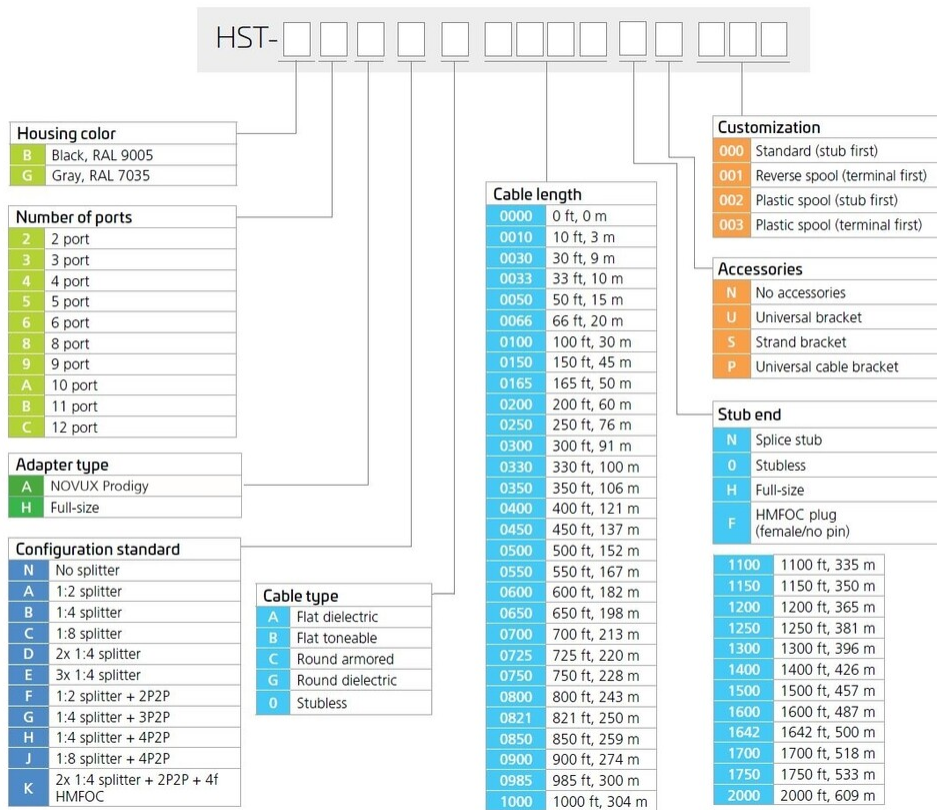 HST-
Housing color
B Black, RAL 9005
G Gray, RAL 7035
Number of ports
2 2 port
3 3 port
4 4 port
5 5 port
6 6 port
8 8 port
9 9 port
A 10 port
B 11 port
C 12 port
Adapter type
A NOVUX Prodigy
H Full-size
Configuration standard
N No splitter
A 1:2 splitter
B 1:4 splitter
C 1:8 splitter
D 2x 1:4 splitter
E 3x 1:4 splitter
F 1:2 splitter + 2P2P
G 1:4 splitter + 3P2P
H 1:4 splitter + 4P2P
J 1:8 splitter + 4P2P
K 2x 1:4 splitter + 2P2P + 4f
HMFOC
Cable type
A Flat dielectric
B Flat toneable
C Round armored
G Round dielectric
0 Stubless
Cable length
0000 0 ft, 0 m
0010 10 ft, 3 m
0030 30 ft, 9 m
0033 33 ft, 10 m
0050 50 ft, 15 m
0066 66 ft, 20 m
0100 100 ft, 30 m
0150 150 ft, 45 m
0165 165 ft, 50 m
0200 200 ft, 60 m
0250 250 ft, 76 m
0300 300 ft, 91 m
0330 330 ft, 100 m
0350 350 ft, 106 m
0400 400 ft, 121 m
0450 450 ft, 137 m
0500 500 ft, 152 m
0550 550 ft, 167 m
0600 600 ft, 182 m
0650 650 ft, 198 m
0700 700 ft, 213 m
0725 725 ft, 220 m
0750 750 ft, 228 m
0800 800 ft, 243 m
0821 821 ft, 250 m
0850 850 ft, 259 m
0900 900 ft, 274 m
0985 985 ft, 300 m
1000 1000 ft, 304 m
1100 1100 ft, 335 m
1150 1150 ft, 350 m
1200 1200 ft, 365 m
1250 1250 ft, 381 m
1300 1300 ft, 396 m
1400 1400 ft, 426 m
1500 1500 ft, 457 m
1600 1600 ft, 487 m
1642 1642 ft, 500 m
1700 1700 ft, 518 m
1750 1750 ft, 533 m
2000 2000 ft, 609 m
Stub end
N Splice stub
0 Stubless
H Full-size
F HMFOC plug
(female/no pin)
Accessories
N No accessories
U Universal bracket
S Strand bracket
P Universal cable bracket
Customization
000 Standard (stub first)
001 Reverse spool (terminal first)
002 Plastic spool (stub first)
003 Plastic spool (terminal first)